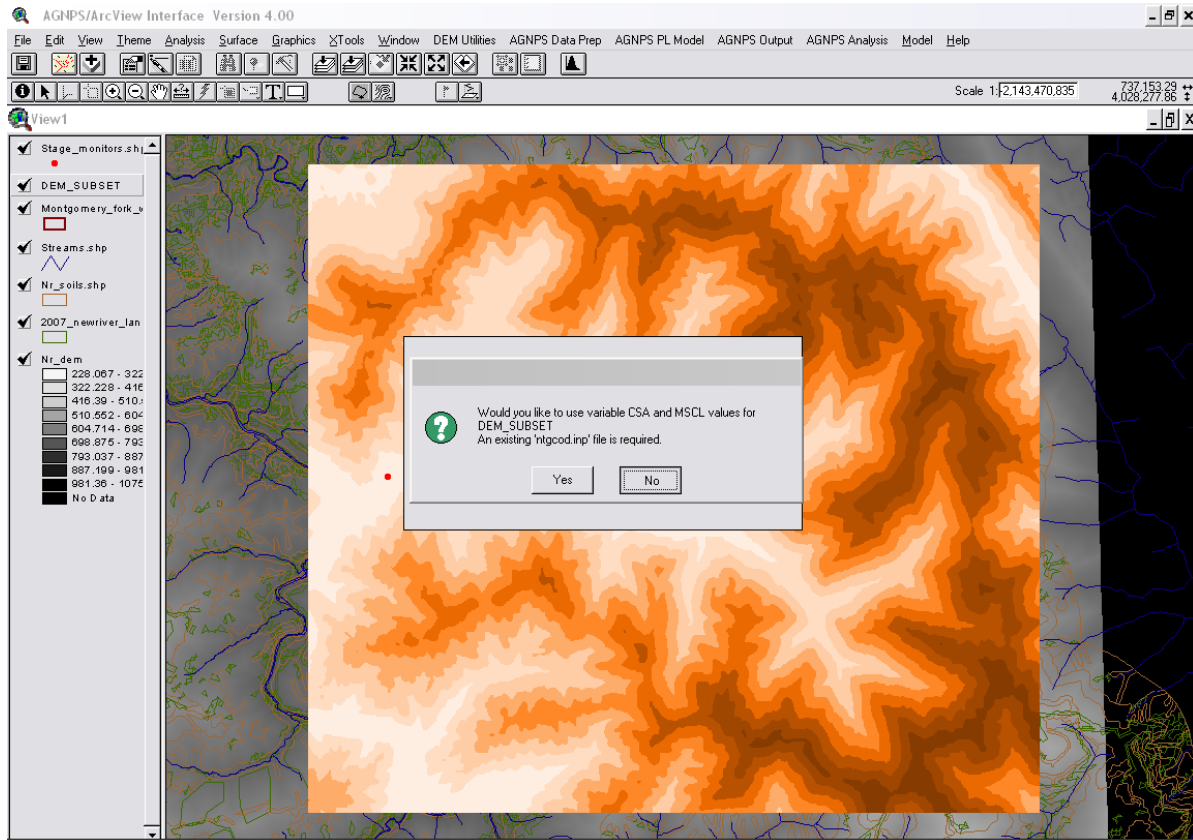 AGNPS/ArcView Interface Version 4.00
File Edit View Theme Analysis Surface Graphics XTools Window DEM Utilities AGNPS Data Prep AGNPS PL Model AGNPS Output AGNPS Analysis Model Help
Scale 1: -2,143,470,835
737,153.29
4,028,277.86
View1
Stage_monitors.shp
DEM_SUBSET
Montgomery_fork_w
Streams.shp
Nr_soils.shp
2007_newriver_lan
Nr_dem
228.067 - 322
322.228 - 416
416.39 - 510.
510.552 - 604
604.714 - 698
698.875 - 793
793.037 - 887
887.199 - 981
981.36 - 1075
No Data
Would you like to use variable CSA and MSCL values for
DEM_SUBSET
An existing 'ntgcod.inp' file is required.
Yes No